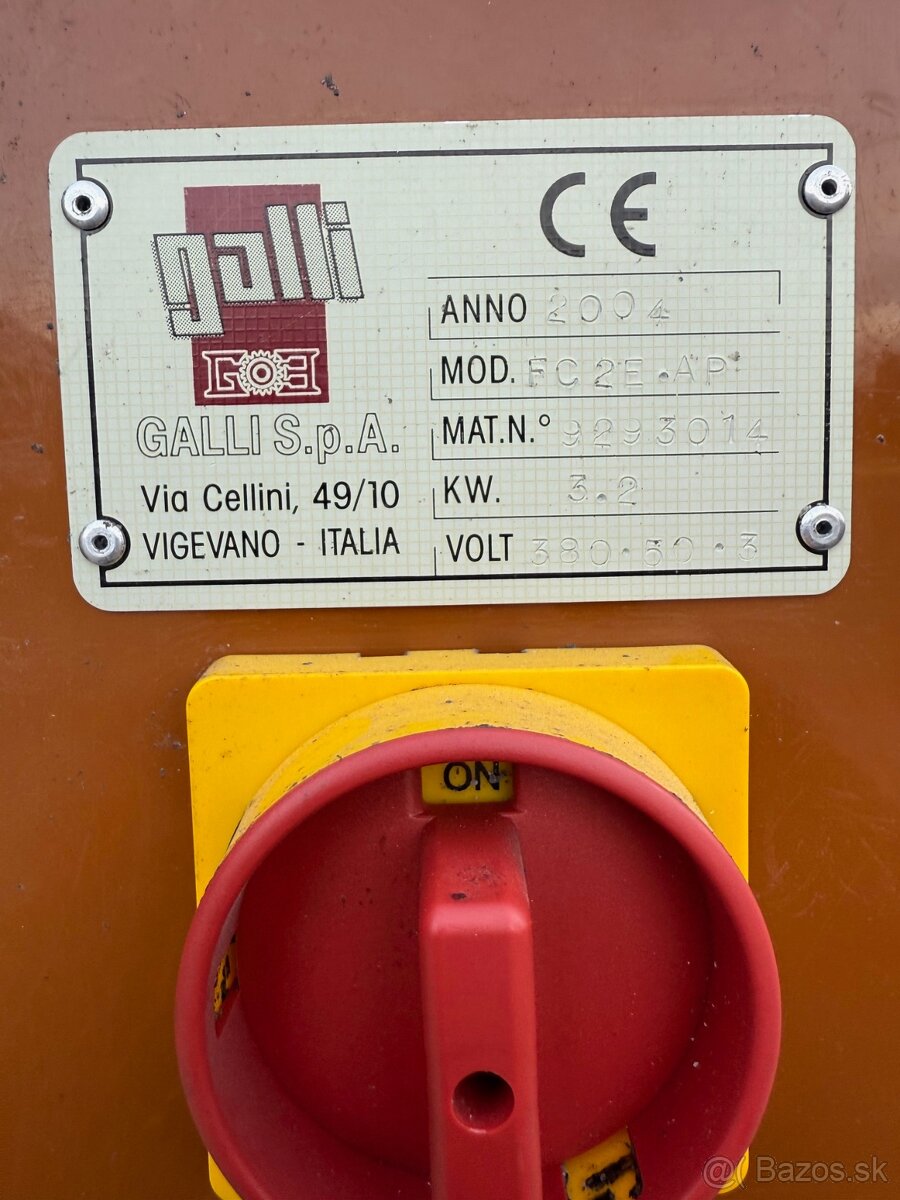 galli
GALLI S.p.A.
Via Cellini, 49/10
VIGEVANO - ITALIA
CE
ANNO 2004
MOD. FC2E.AP
MAT.N.° 9293014
KW. 3.2
VOLT 380.50.3
ON
@ Bazos.sk